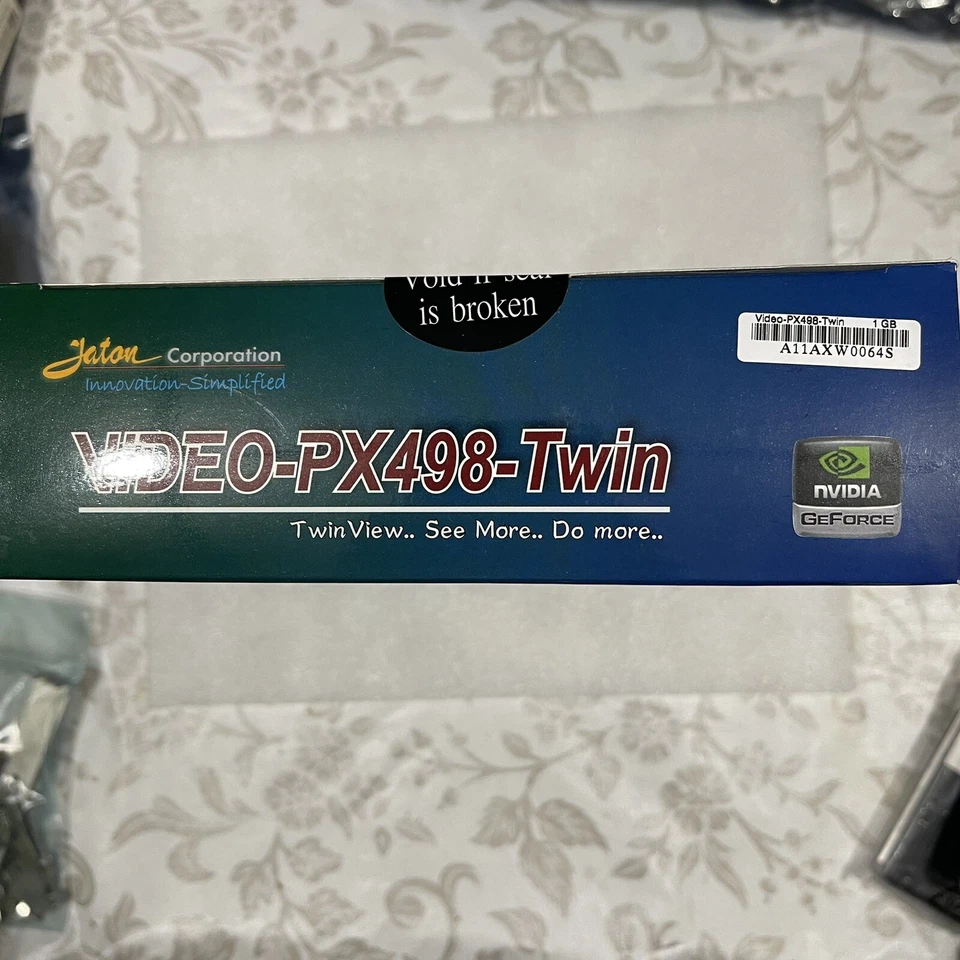 Void if seal
is broken
Video-PX498-Twin 1 GB
A11AXW0064S
Jaton Corporation
Innovation-Simplified
VIDEO-PX498-Twin
TwinView.. See More.. Do more..
NVIDIA
GEFORCE